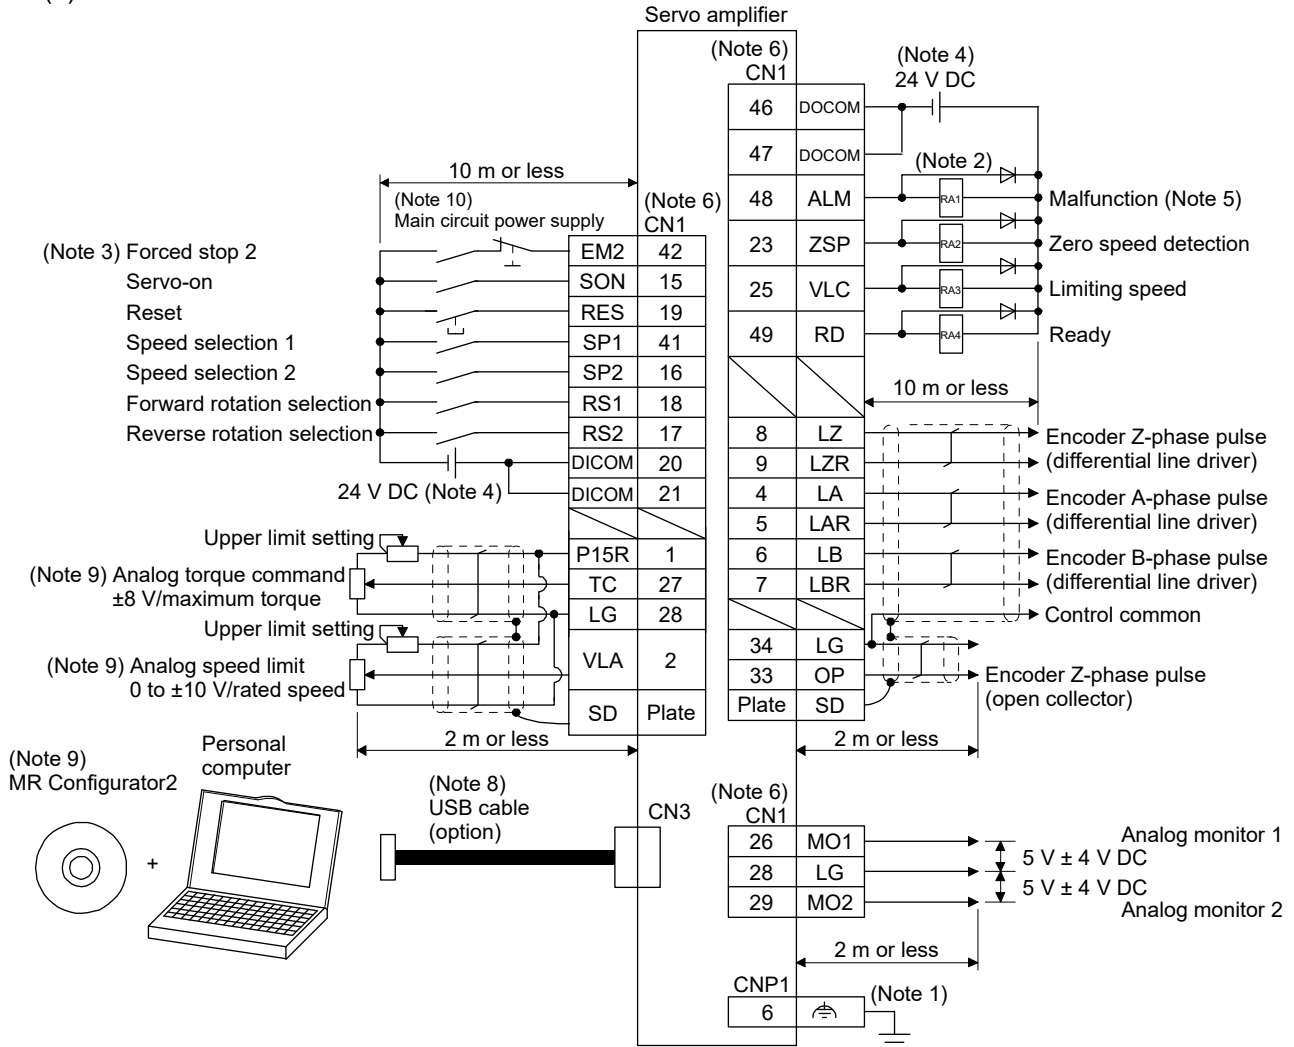 Servo amplifier
(Note 6)
CN1
(Note 4)
24 V DC
46 DOCOM
47 DOCOM
(Note 2)
48 ALM RA1 Malfunction (Note 5)
23 ZSP RA2 Zero speed detection
25 VLC RA3 Limiting speed
49 RD RA4 Ready
10 m or less
8 LZ Encoder Z-phase pulse
9 LZR (differential line driver)
4 LA Encoder A-phase pulse
5 LAR (differential line driver)
6 LB Encoder B-phase pulse
7 LBR (differential line driver)
Control common
34 LG
33 OP Encoder Z-phase pulse
(open collector)
Plate SD
2 m or less
10 m or less
(Note 10)
Main circuit power supply
(Note 6)
CN1
(Note 3) Forced stop 2 EM2 42
Servo-on SON 15
Reset RES 19
Speed selection 1 SP1 41
Speed selection 2 SP2 16
Forward rotation selection RS1 18
Reverse rotation selection RS2 17
DICOM 20
24 V DC (Note 4) DICOM 21
Upper limit setting
P15R 1
(Note 9) Analog torque command TC 27
±8 V/maximum torque
LG 28
Upper limit setting
(Note 9) Analog speed limit VLA 2
0 to ±10 V/rated speed
SD Plate
2 m or less
(Note 9)
MR Configurator2
+
Personal
computer
(Note 8)
USB cable
(option)
CN3
(Note 6)
CN1
26 MO1 Analog monitor 1
5 V ± 4 V DC
28 LG
5 V ± 4 V DC
29 MO2 Analog monitor 2
2 m or less
CNP1
6 (Note 1)